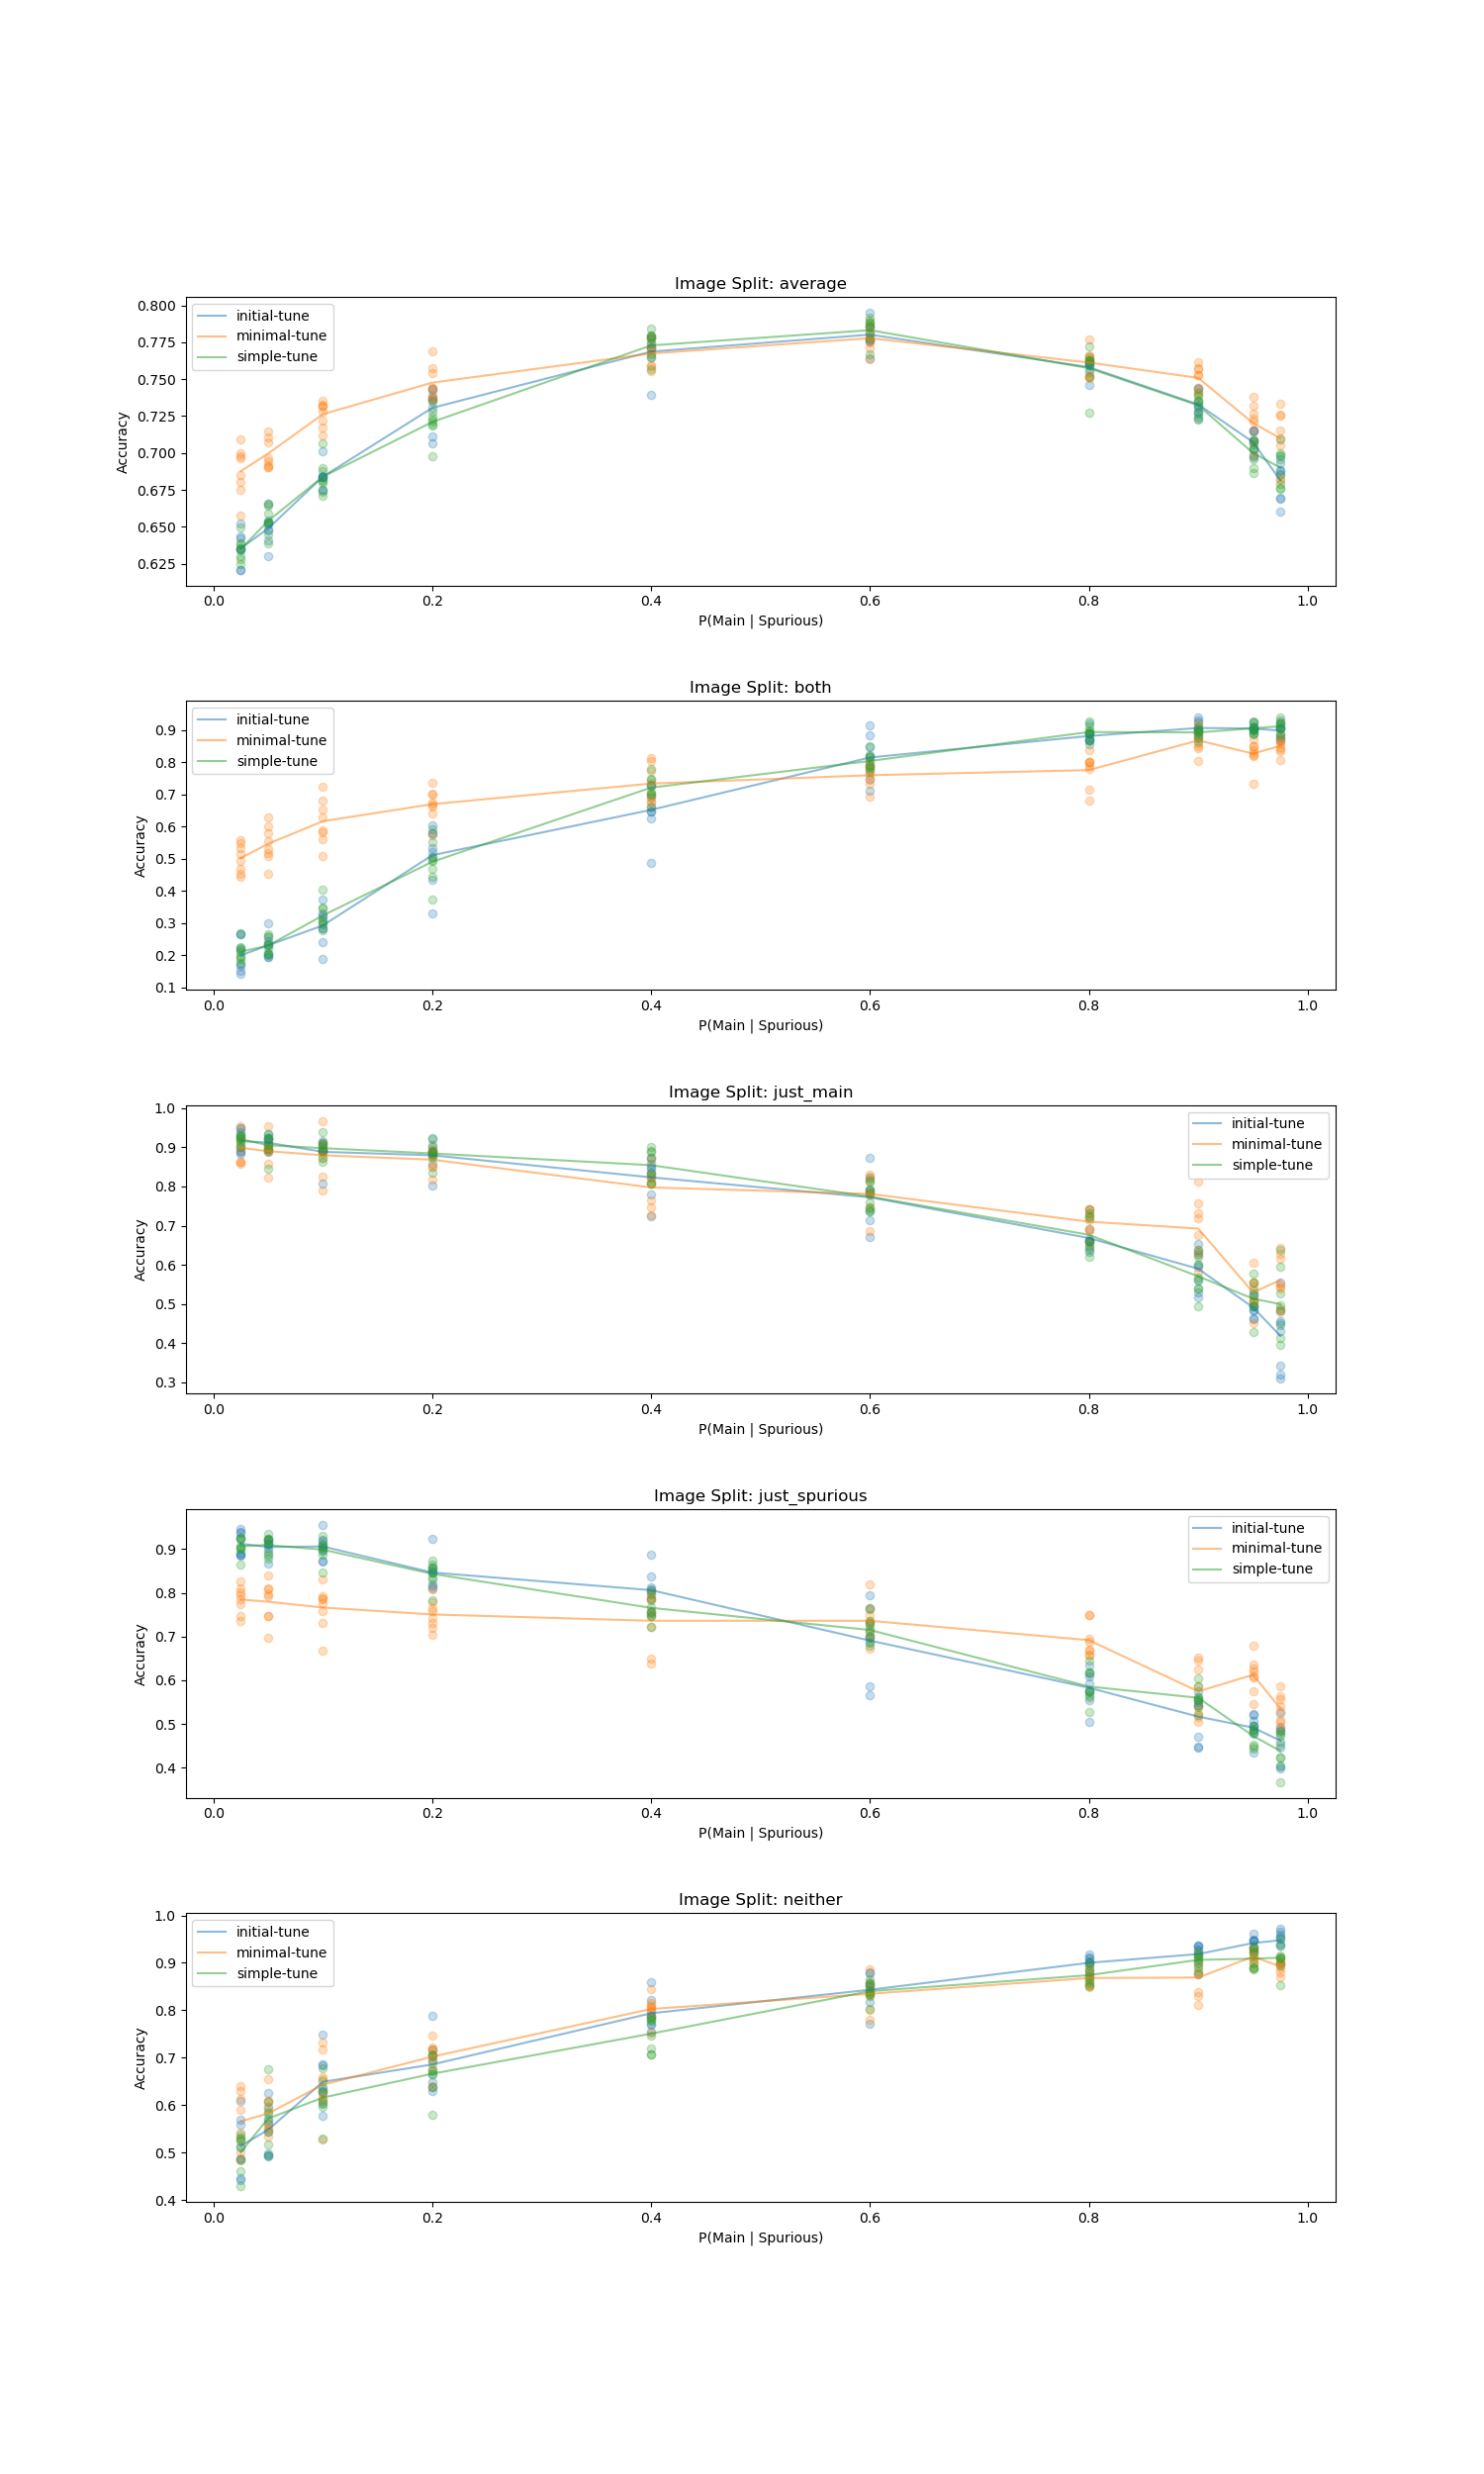 Image Split: average
initial-tune
minimal-tune
simple-tune
0.800
0.775
0.750
0.725
0.700
0.675
0.650
0.625
Accuracy
0.0 0.2 0.4 0.6 0.8 1.0
P(Main | Spurious)
Image Split: both
initial-tune
minimal-tune
simple-tune
0.9
0.8
0.7
0.6
0.5
0.4
0.3
0.2
0.1
Accuracy
0.0 0.2 0.4 0.6 0.8 1.0
P(Main | Spurious)
Image Split: just_main
initial-tune
minimal-tune
simple-tune
1.0
0.9
0.8
0.7
0.6
0.5
0.4
0.3
Accuracy
0.0 0.2 0.4 0.6 0.8 1.0
P(Main | Spurious)
Image Split: just_spurious
initial-tune
minimal-tune
simple-tune
0.9
0.8
0.7
0.6
0.5
0.4
Accuracy
0.0 0.2 0.4 0.6 0.8 1.0
P(Main | Spurious)
Image Split: neither
initial-tune
minimal-tune
simple-tune
1.0
0.9
0.8
0.7
0.6
0.5
0.4
Accuracy
0.0 0.2 0.4 0.6 0.8 1.0
P(Main | Spurious)